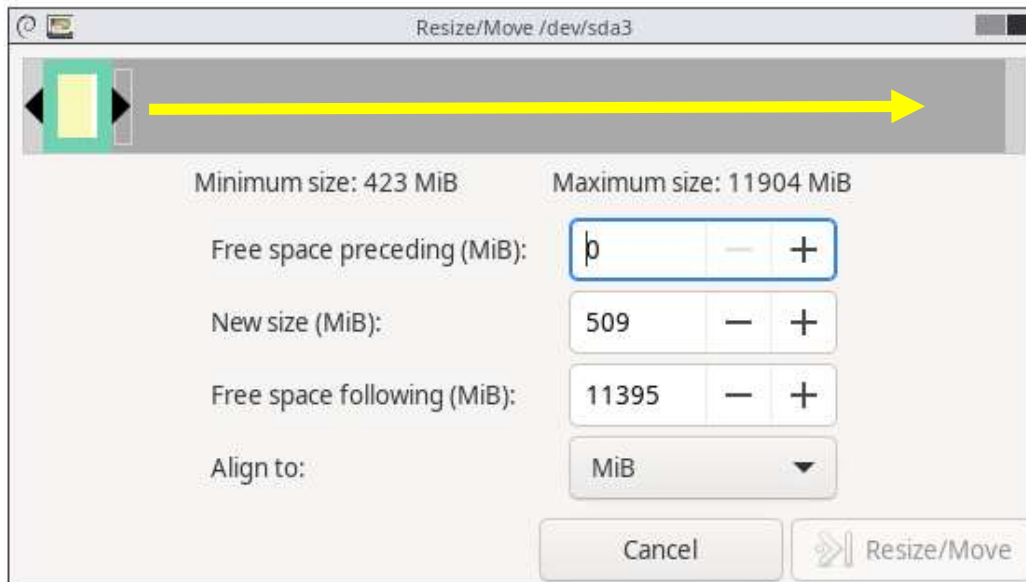 Resize/Move /dev/sda3
Minimum size: 423 MiB Maximum size: 11904 MiB
Free space preceding (MiB): 0
New size (MiB): 509
Free space following (MiB): 11395
Align to: MiB
Cancel Resize/Move